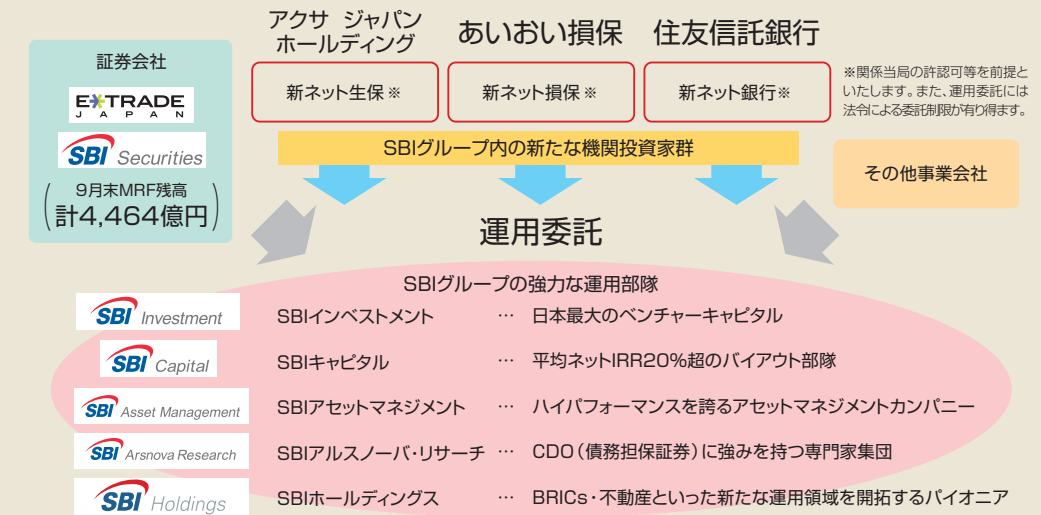 証券会社
E*TRADE
JAPAN
SBI Securities
9月末MRF残高
計4,464億円
アクサ ジャパン
ホールディング
あいおい損保
住友信託銀行
新ネット生保※
新ネット損保※
新ネット銀行※
※関係当局の許認可等を前提と
いたします。また、運用委託には
法令による委託制限が有り得ます。
SBIグループ内の新たな機関投資家群
その他事業会社
運用委託
SBIグループの強力な運用部隊
SBI Investment SBIインベストメント … 日本最大のベンチャーキャピタル
SBI Capital SBIキャピタル … 平均ネットIRR20%超のバイアウト部隊
SBI Asset Management SBIアセットマネジメント … ハイパフォーマンスを誇るアセットマネジメントカンパニー
SBI Arsnova Research SBIアルスノーバ・リサーチ … CDO(債務担保証券)に強みを持つ専門家集団
SBI Holdings SBIホールディングス … BRICs・不動産といった新たな運用領域を開拓するパイオニア